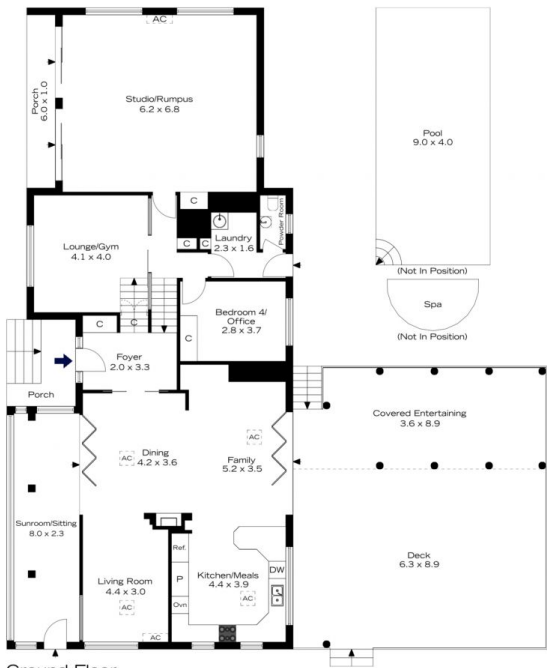 AC
Studio/Rumpus
6.2 x 6.8
Porch
6.0 x 1.0
Pool
9.0 x 4.0
(Not In Position)
Spa
(Not In Position)
C
C
C
Laundry
2.3 x 1.6
Powder Room
Lounge/Gym
4.1 x 4.0
Bedroom 4/
Office
2.8 x 3.7
C
C
C
Foyer
2.0 x 3.3
Porch
Covered Entertaining
3.6 x 8.9
AC
Dining
4.2 x 3.6
AC
Family
5.2 x 3.5
Sunroom/Sitting
8.0 x 2.3
Living Room
4.4 x 3.0
AC
AC
Ref.
P
Ovn
Kitchen/Meals
4.4 x 3.9
AC
DW
Deck
6.3 x 8.9
Ground Floor